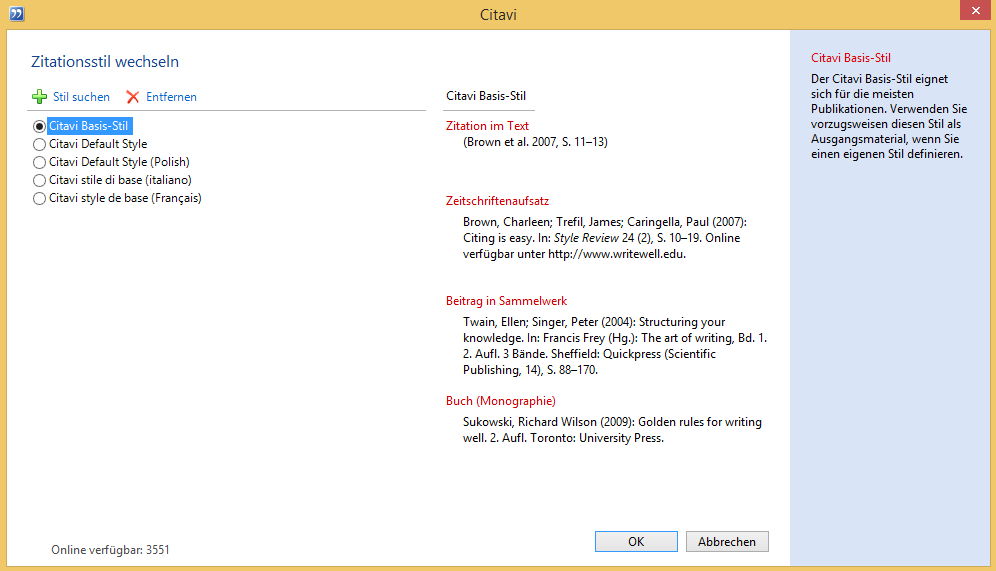 Citavi
Zitationsstil wechseln
Stil suchen Entfernen
Citavi Basis-Stil
Citavi Default Style
Citavi Default Style (Polish)
Citavi stile di base (italiano)
Citavi style de base (Français)
Online verfügbar: 3551
Citavi Basis-Stil
Zitation im Text
(Brown et al. 2007, S. 11–13)
Zeitschriftenaufsatz
Brown, Charleen; Trefil, James; Caringella, Paul (2007):
Citing is easy. In: Style Review 24 (2), S. 10–19. Online
verfügbar unter http://www.writewell.edu.
Beitrag in Sammelwerk
Twain, Ellen; Singer, Peter (2004): Structuring your
knowledge. In: Francis Frey (Hg.): The art of writing, Bd. 1.
2. Aufl. 3 Bände. Sheffield: Quickpress (Scientific
Publishing, 14), S. 88–170.
Buch (Monographie)
Sukowski, Richard Wilson (2009): Golden rules for writing
well. 2. Aufl. Toronto: University Press.
OK Abbrechen
Citavi Basis-Stil
Der Citavi Basis-Stil eignet
sich für die meisten
Publikationen. Verwenden Sie
vorzugsweisen diesen Stil als
Ausgangsmaterial, wenn Sie
einen eigenen Stil definieren.